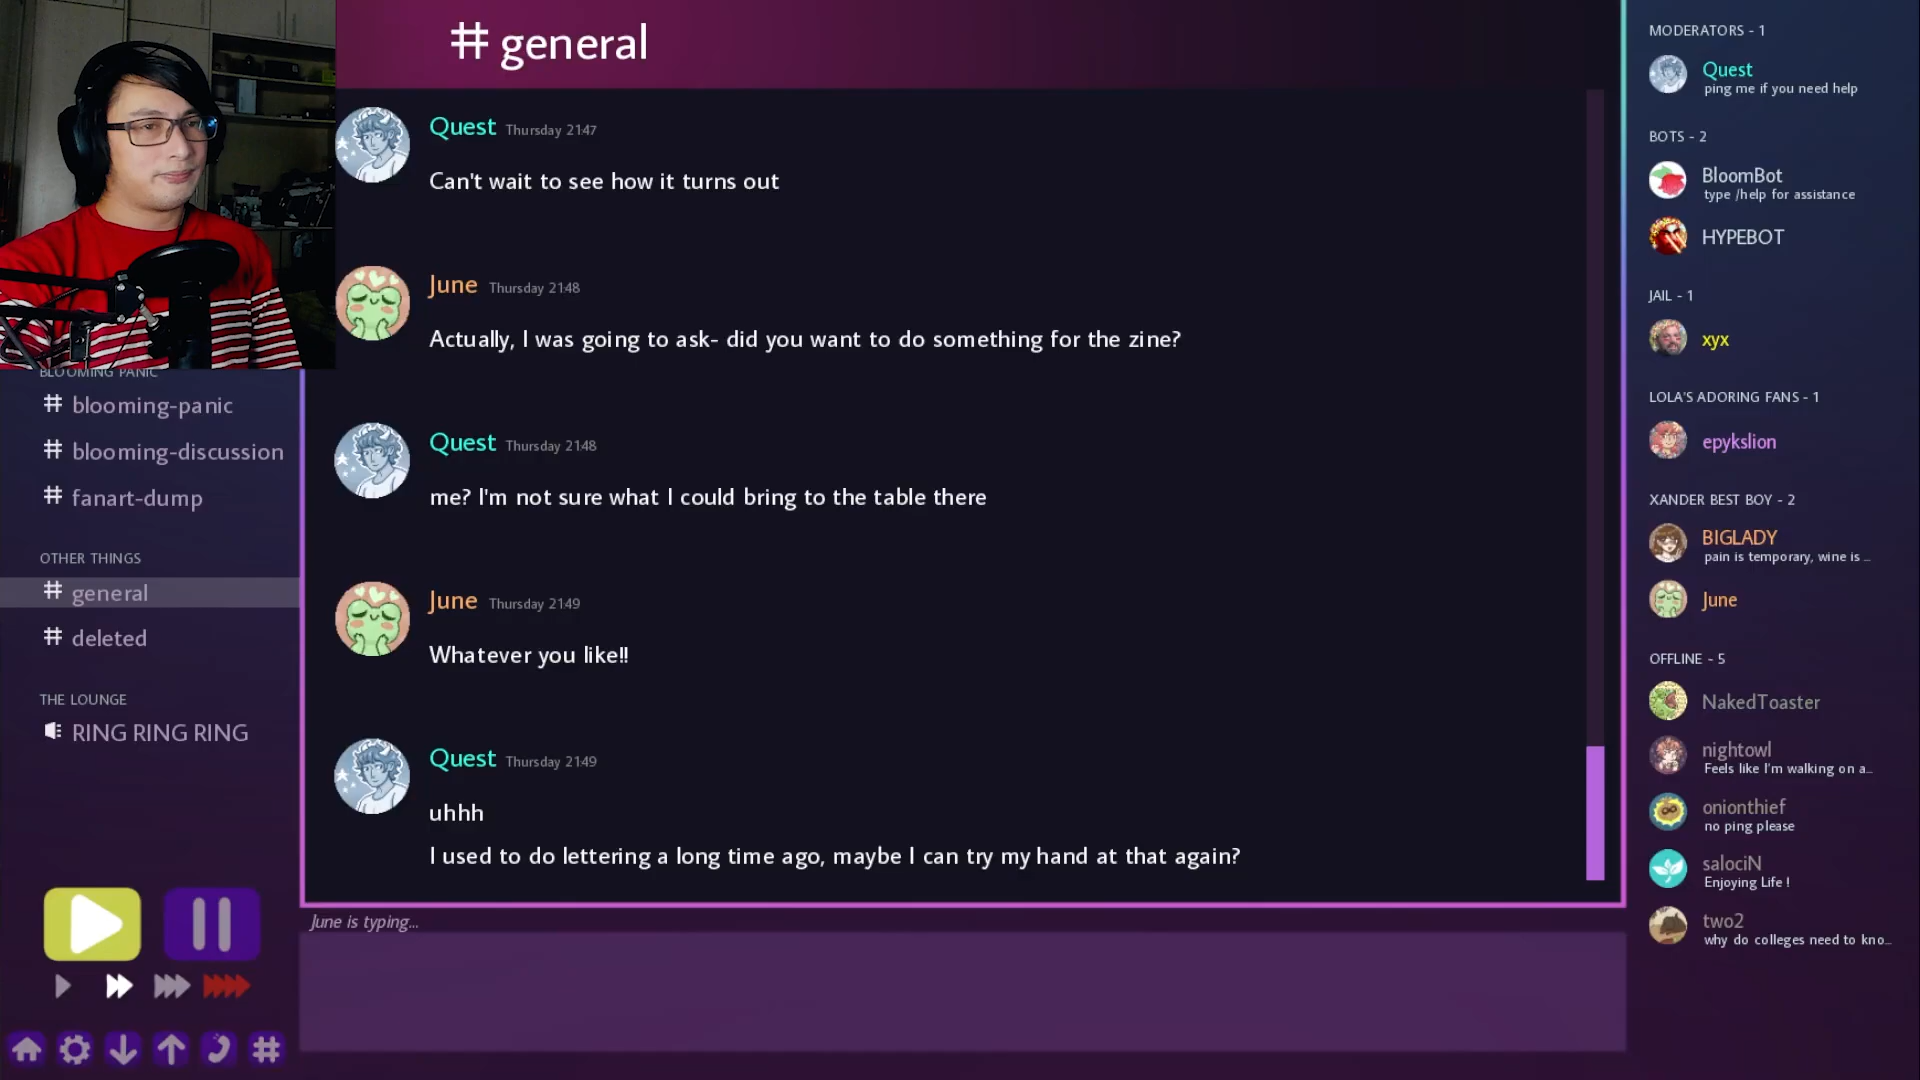 # general
Quest Thursday 2147
Can't wait to see how it turns out
June Thursday 2148
Actually, I was going to ask- did you want to do something for the zine?
Quest Thursday 2148
me? I'm not sure what I could bring to the table there
June Thursday 2149
Whatever you like!!
Quest Thursday 2149
uhhh
I used to do lettering a long time ago, maybe I can try my hand at that again?
June is typing...
BLOOMING PANIC
# blooming-panic
# blooming-discussion
# fanart-dump
OTHER THINGS
# general
# deleted
THE LOUNGE
RING RING RING
MODERATORS - 1
Quest
ping me if you need help
BOTS - 2
BloomBot
type /help for assistance
HYPEBOT
JAIL - 1
xyx
LOLA'S ADORING FANS - 1
epykslion
XANDER BEST BOY - 2
BIGLADY
pain is temporary, wine is ...
June
OFFLINE - 5
NakedToaster
nightowl
Feels like I'm walking on a...
onionthief
no ping please
salociN
Enjoying Life !
two2
why do colleges need to kno...